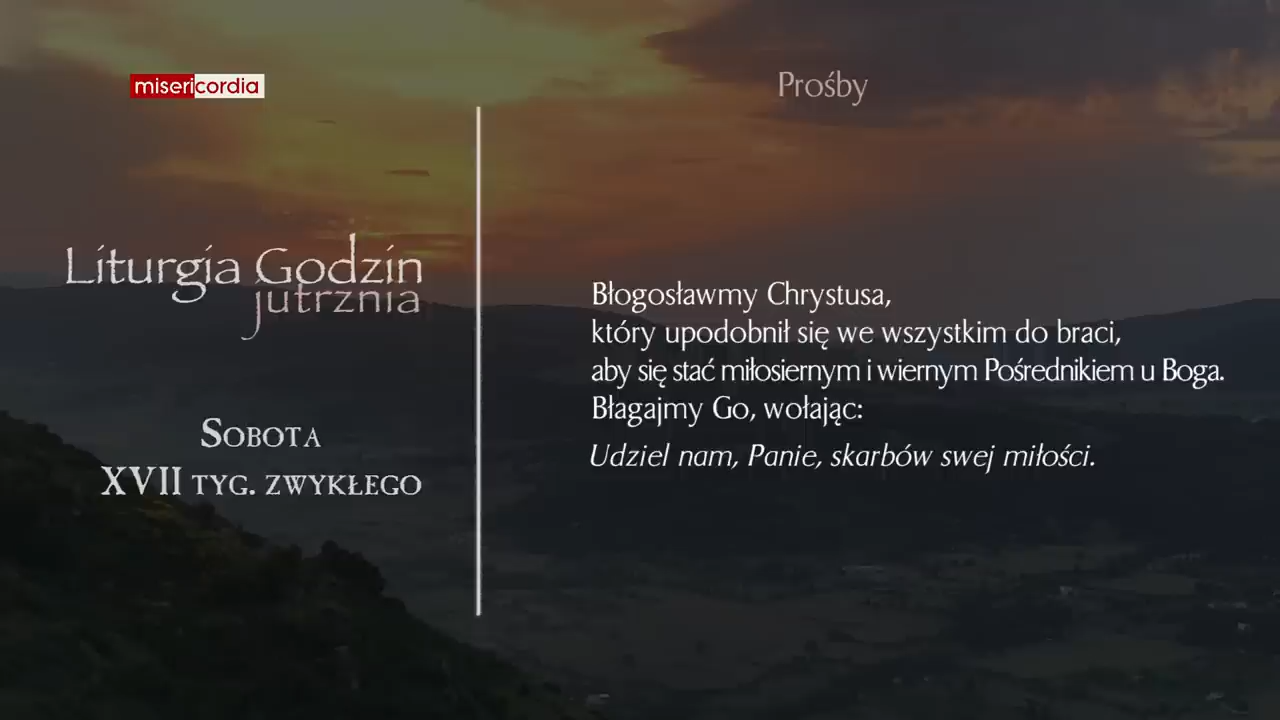 misericordia
Liturgia Godzin
jutrznia
Sobota
XVII tyg. zwykłego
Prośby
Błogosławmy Chrystusa,
który upodobnił się we wszystkim do braci,
aby się stać miłosiernym i wiernym Pośrednikiem u Boga.
Błagajmy Go, wołając:
Udziel nam, Panie, skarbów swej miłości.